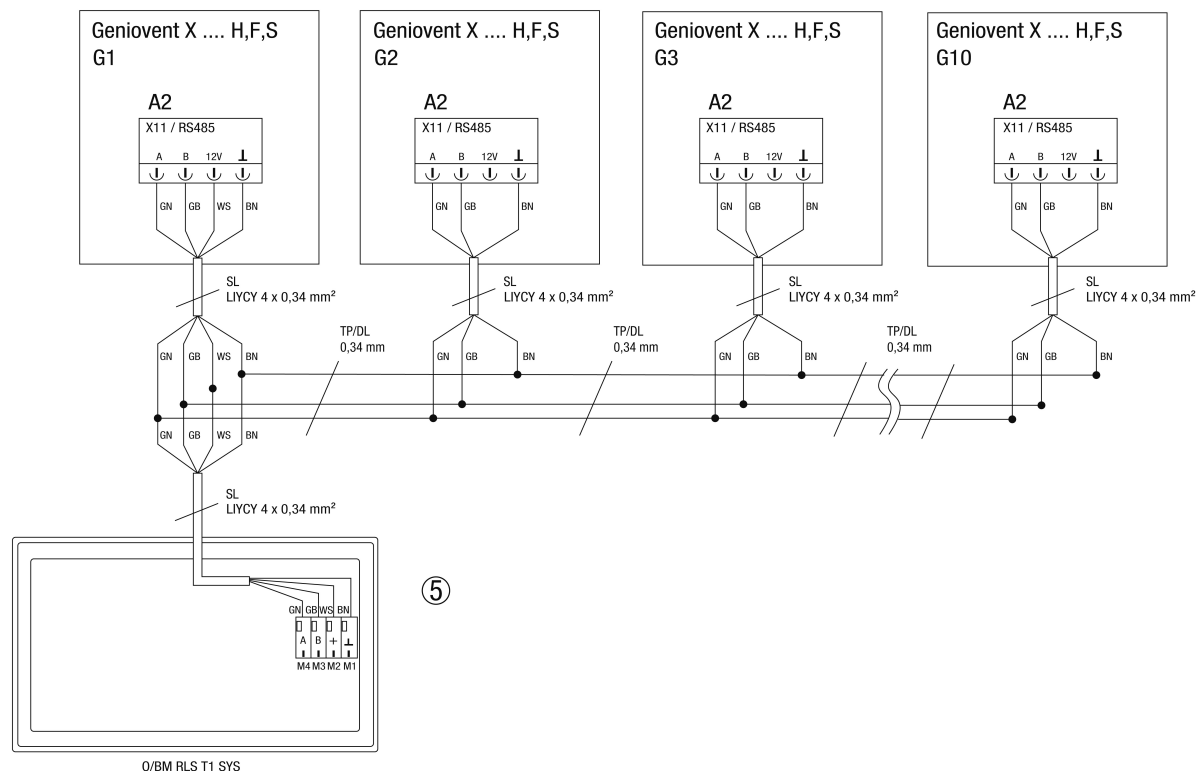 Geniovent X .... H,F,S
G1
A2
X11 / RS485
A B 12V ⊥
GN GB WS BN
SL
LIYCY 4 x 0,34 mm²
Geniovent X .... H,F,S
G2
A2
X11 / RS485
A B 12V ⊥
GN GB BN
SL
LIYCY 4 x 0,34 mm²
Geniovent X .... H,F,S
G3
A2
X11 / RS485
A B 12V ⊥
GN GB BN
SL
LIYCY 4 x 0,34 mm²
Geniovent X .... H,F,S
G10
A2
X11 / RS485
A B 12V ⊥
GN GB BN
SL
LIYCY 4 x 0,34 mm²
GN GB WS BN
TP/DL
0,34 mm
GN GB BN
TP/DL
0,34 mm
GN GB BN
TP/DL
0,34 mm
GN GB BN
GN GB WS BN
SL
LIYCY 4 x 0,34 mm²
⑤
GN GB WS BN
A B + ⊥
M4 M3 M2 M1
O/BM RLS T1 SYS